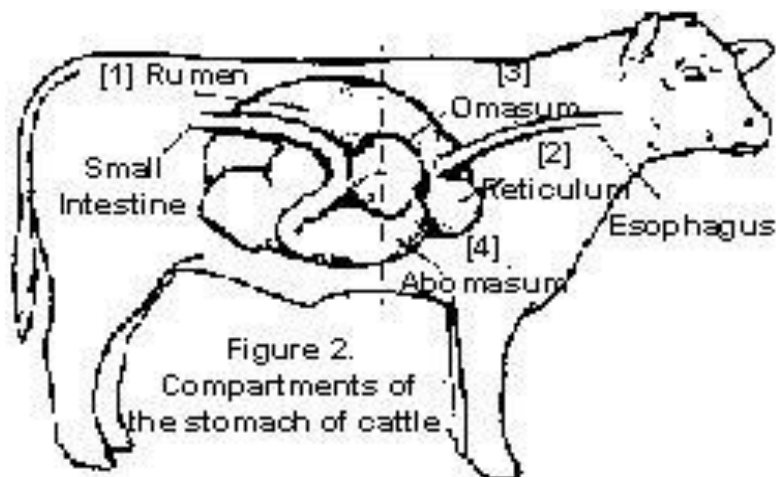 [1] Rumen
[3]
Omasum
Small
Intestine
[2]
Reticulum
Esophagus
[4]
Abomasum
Figure 2.
Compartments of
the stomach of cattle